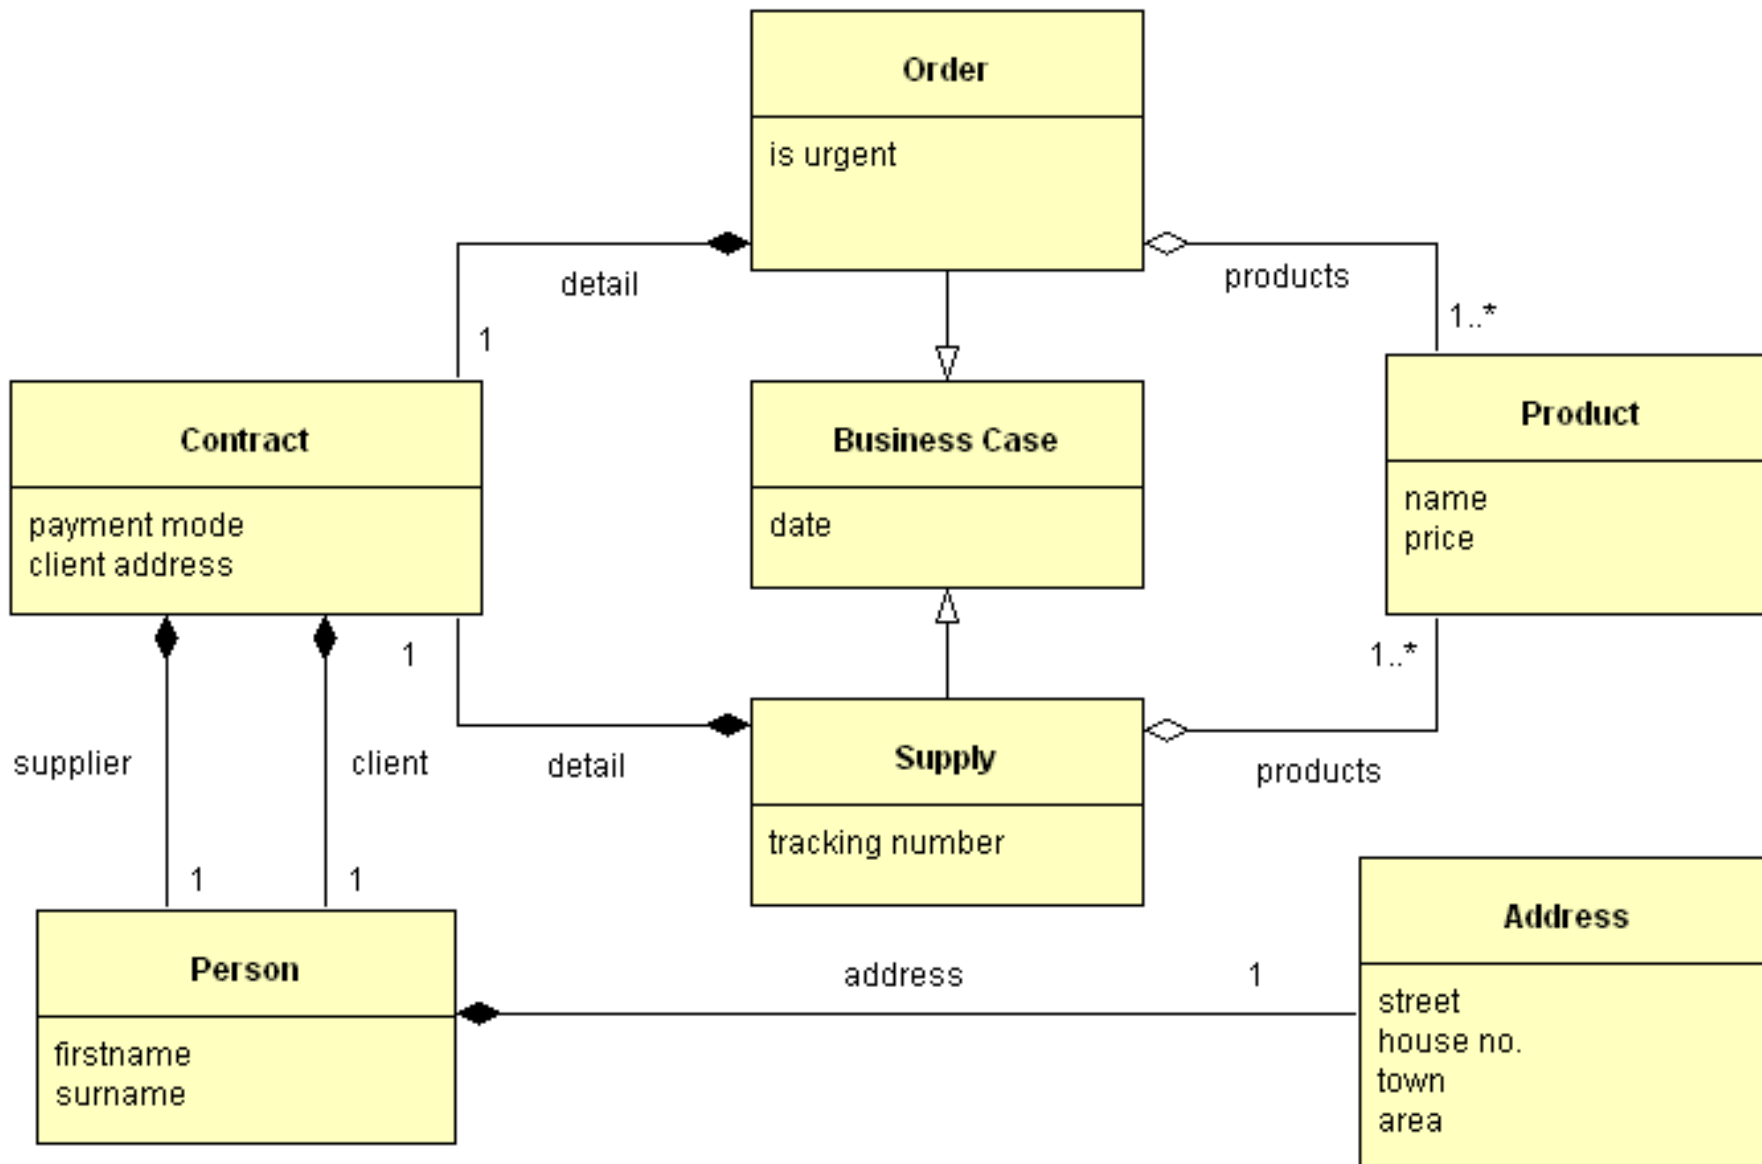 Order
is urgent
detail
products
1
1..*
Contract
payment mode
client address
Business Case
date
Product
name
price
1
1..*
supplier
client
detail
Supply
tracking number
products
1
1
Person
firstname
surname
address
1
Address
street
house no.
town
area